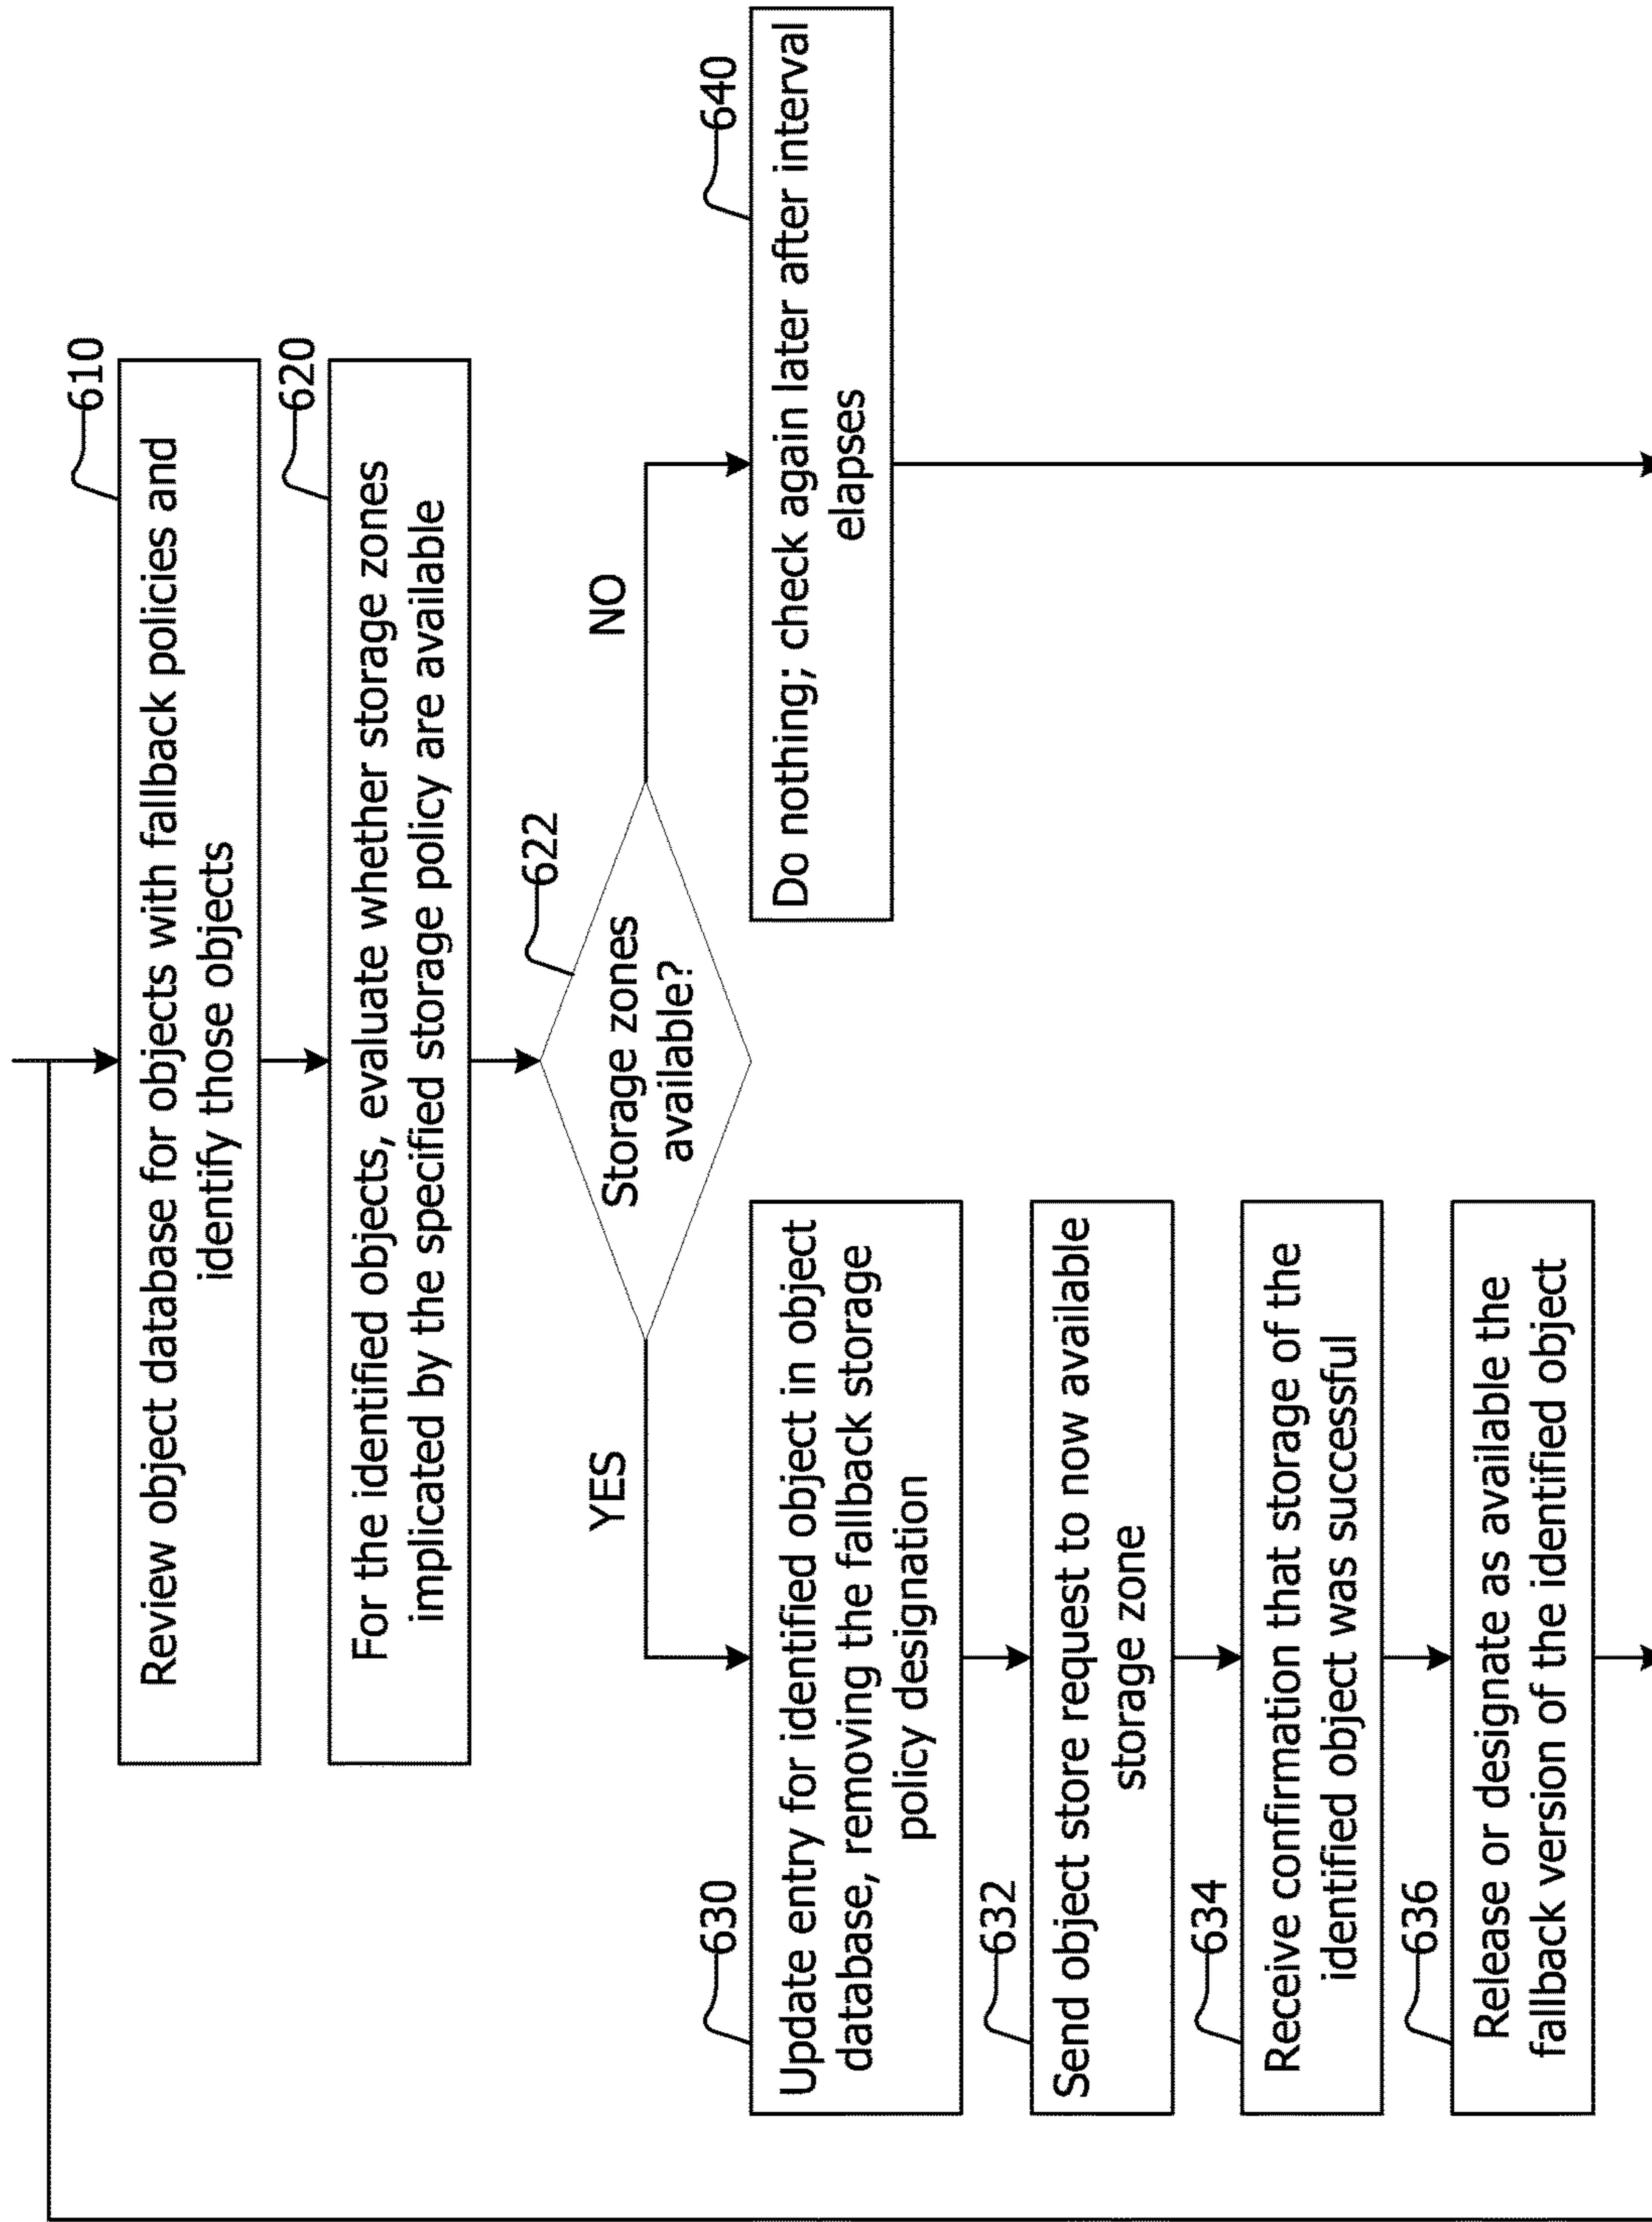 610
Review object database for objects with fallback policies and
identify those objects
620
For the identified objects, evaluate whether storage zones
implicated by the specified storage policy are available
622
Storage zones
available?
YES
NO
630
Update entry for identified object in object
database, removing the fallback storage
policy designation
632
Send object store request to now available
storage zone
634
Receive confirmation that storage of the
identified object was successful
636
Release or designate as available the
fallback version of the identified object
640
Do nothing; check again later after interval
elapses